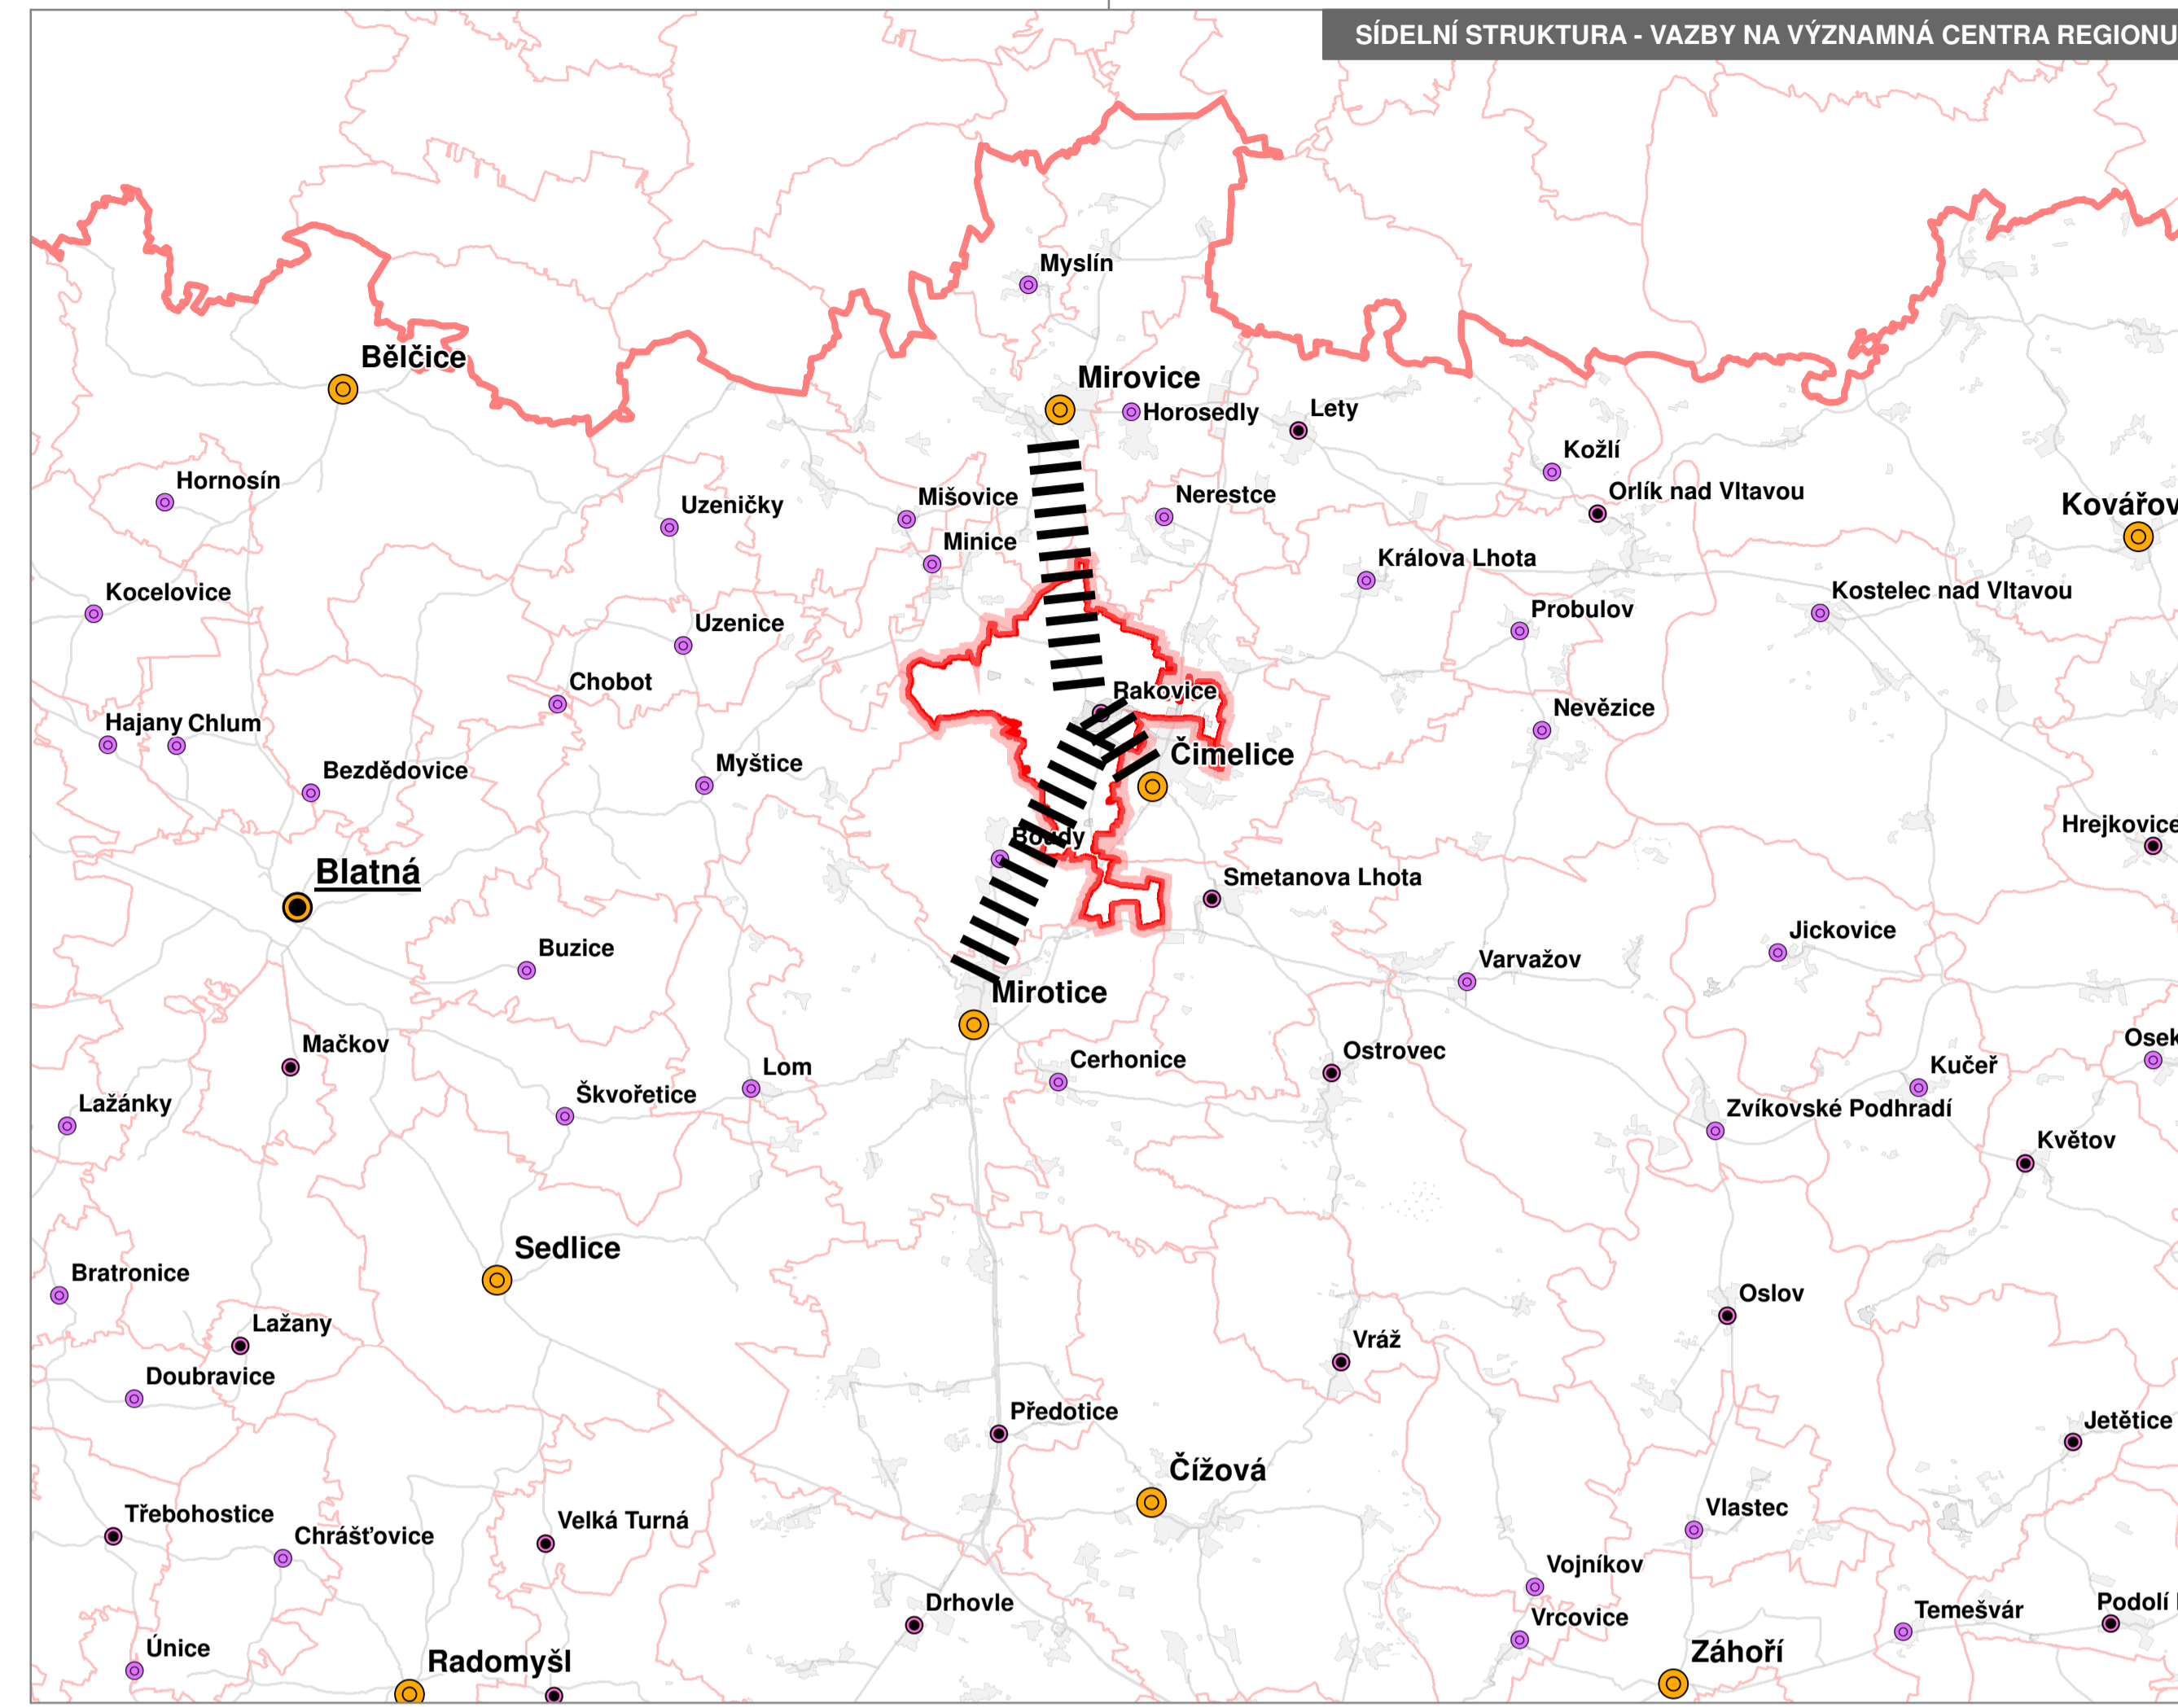 SÍDELNÍ STRUKTURA - VAZBY NA VÝZNAMNÁ CENTRA REGIONU
Myslín
Bělčice
Mirovice
Horosedly
Lety
Kožlí
Hornosín
Uzeničky
Mišovice
Nerestce
Orlík nad Vltavou
Kovářov
Minice
Králova Lhota
Kocelovice
Kostelec nad Vltavou
Uzenice
Probulov
Chobot
Rakovice
Nevězice
Hajany
Chlum
Čimelice
Bezdědovice
Myštice
Hrejkovice
Boudy
Blatná
Smetanova Lhota
Jickovice
Buzice
Varvažov
Mirotice
Osek
Mačkov
Ostrovec
Cerhonice
Kučeř
Lom
Škvořetice
Lažánky
Zvíkovské Podhradí
Květov
Sedlice
Bratronice
Oslov
Lažany
Vráž
Doubravice
Předotice
Jetětice
Čížová
Vlastec
Třebohostice
Velká Turná
Chrášťovice
Vojníkov
Drhovle
Temešvár
Podolí
Vrcovice
Únice
Záhoří
Radomyšl